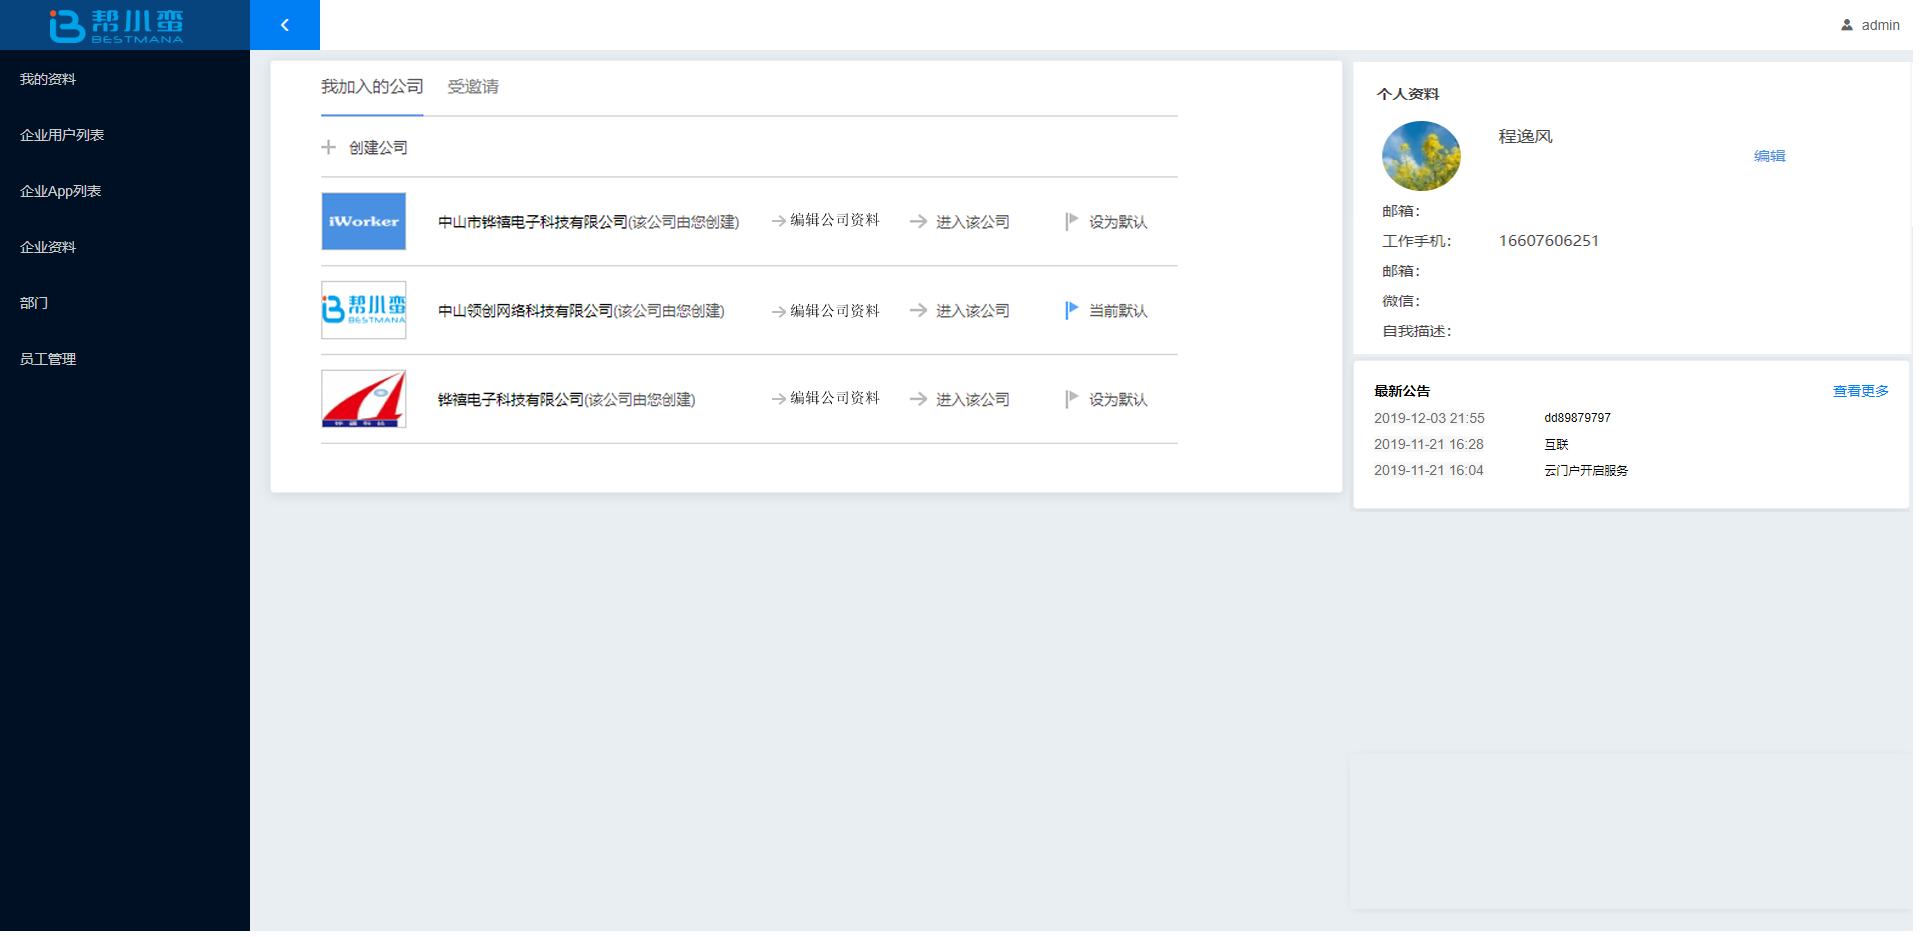 帮小蛮
BESTMANA
admin
我的资料
企业用户列表
企业App列表
企业资料
部门
员工管理
我加入的公司 受邀请
创建公司
iWorker
中山市铧禧电子科技有限公司(该公司由您创建) 编辑公司资料 进入该公司 设为默认
帮小蛮
BESTMANA
中山领创网络科技有限公司(该公司由您创建) 编辑公司资料 进入该公司 当前默认
铧禧电子科技有限公司(该公司由您创建) 编辑公司资料 进入该公司 设为默认
个人资料
程逸风
编辑
邮箱：
工作手机： 16607606251
邮箱：
微信：
自我描述：
最新公告 查看更多
2019-12-03 21:55 dd89879797
2019-11-21 16:28 互联
2019-11-21 16:04 云门户开启服务